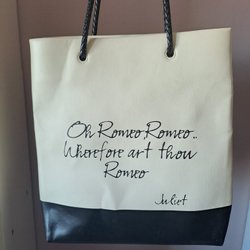 Oh Romeo, Romeo..
Wherefore art thou
Romeo
Juliet